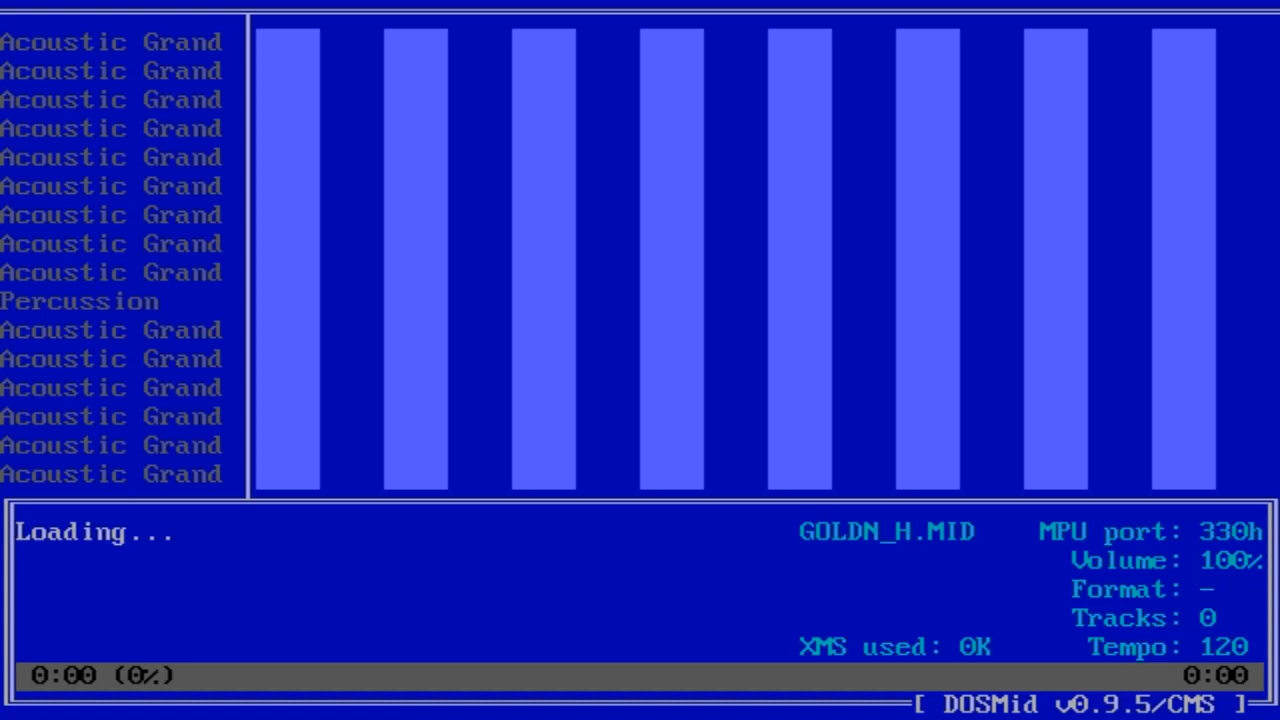 Acoustic Grand
Acoustic Grand
Acoustic Grand
Acoustic Grand
Acoustic Grand
Acoustic Grand
Acoustic Grand
Acoustic Grand
Acoustic Grand
Percussion
Acoustic Grand
Acoustic Grand
Acoustic Grand
Acoustic Grand
Acoustic Grand
Acoustic Grand
Loading... GOLDN_H.MID MPU port: 330h
Volume: 100%
Format: -
Tracks: 0
XMS used: 0K Tempo: 120
0:00 (0%) 0:00
[ DOSMid v0.9.5/CMS ]